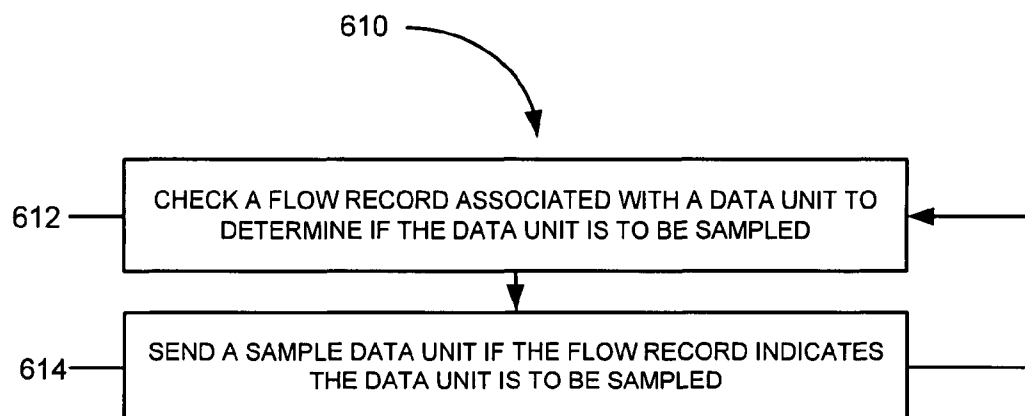 610
612
CHECK A FLOW RECORD ASSOCIATED WITH A DATA UNIT TO
DETERMINE IF THE DATA UNIT IS TO BE SAMPLED
614
SEND A SAMPLE DATA UNIT IF THE FLOW RECORD INDICATES
THE DATA UNIT IS TO BE SAMPLED